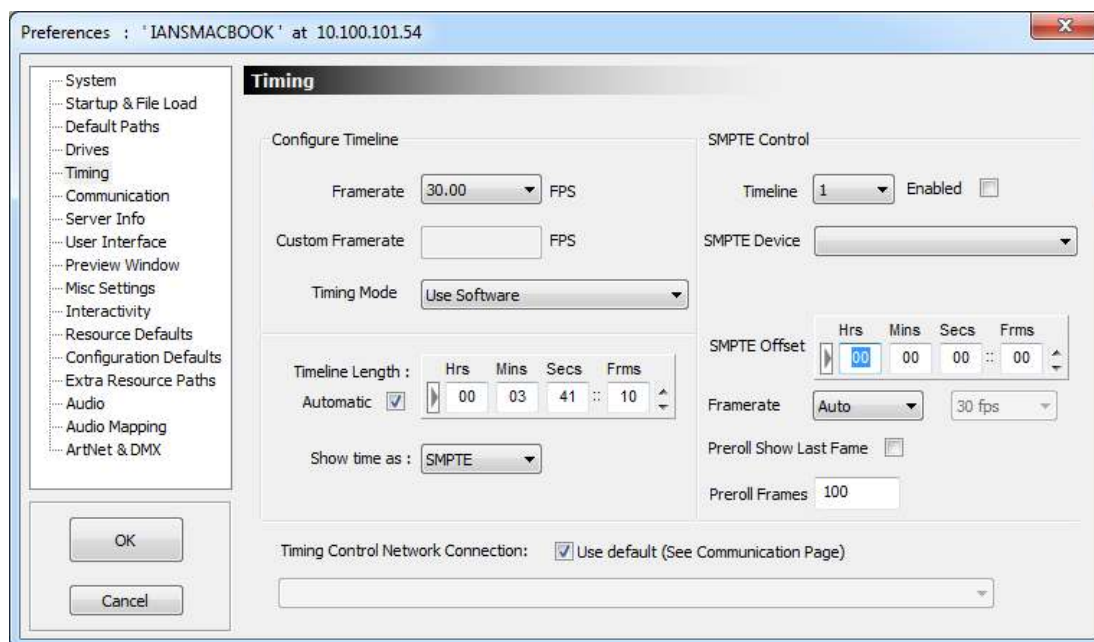 Preferences : ' IANSMACBOOK ' at 10.100.101.54
System
Startup & File Load
Default Paths
Drives
Timing
Communication
Server Info
User Interface
Preview Window
Misc Settings
Interactivity
Resource Defaults
Configuration Defaults
Extra Resource Paths
Audio
Audio Mapping
ArtNet & DMX
OK
Cancel
Timing
Configure Timeline
Framerate 30.00 FPS
Custom Framerate FPS
Timing Mode Use Software
Timeline Length :
Automatic
Hrs Mins Secs Frms
00 03 41 :: 10
Show time as : SMPTE
SMPTE Control
Timeline 1 Enabled
SMPTE Device
SMPTE Offset
Hrs Mins Secs Frms
00 00 00 :: 00
Framerate Auto 30 fps
Preroll Show Last Fame
Preroll Frames 100
Timing Control Network Connection: Use default (See Communication Page)